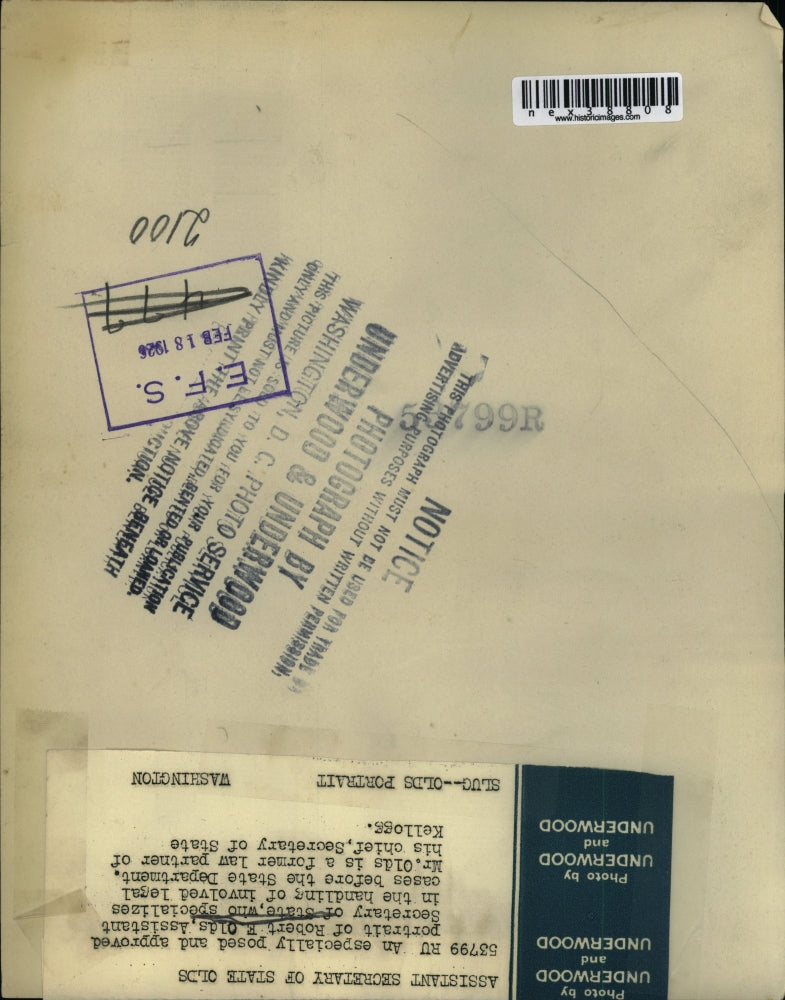 nex38808
www.historicimages.com
2100
E.F.S.
FEB 18 1926
53799R
NOTICE
THIS PHOTOGRAPH MUST NOT BE USED FOR TRADE OR
ADVERTISING PURPOSES WITHOUT WRITTEN PERMISSION.
PHOTOGRAPH BY
UNDERWOOD & UNDERWOOD
WASHINGTON, D. C. PHOTO SERVICE
THIS PICTURE IS SOLD TO YOU FOR YOUR PUBLICATION
ONLY AND MUST NOT BE SYNDICATED, RENTED OR LOANED.
KINDLY PRINT THE ABOVE NOTICE BENEATH
ASSISTANT SECRETARY OF STATE OLDS
53799 RU An especially posed and approved
portrait of Robert E Olds,Assistant
Secretary of State,who specializes
in the handling of involved legal
cases before the State Department.
Mr.Olds is a former law partner of
his chief,Secretary of State
Kellogg.
SLUG--OLDS PORTRAIT WASHINGTON
Photo by
UNDERWOOD
and
UNDERWOOD
Photo by
UNDERWOOD
and
UNDERWOOD